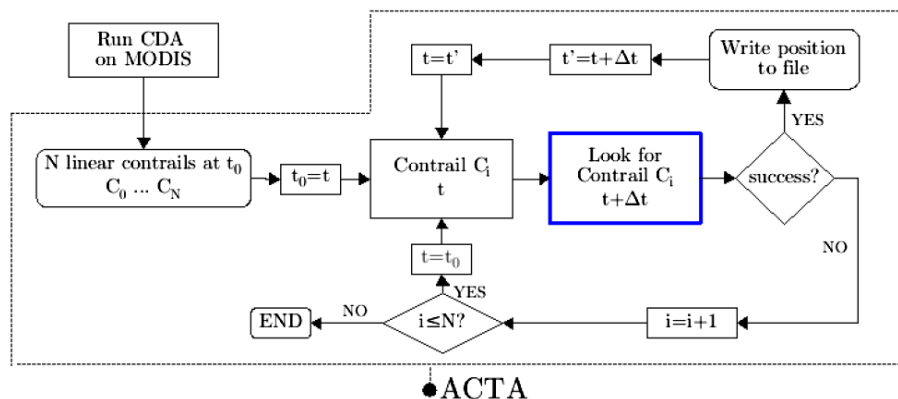 Run CDA
on MODIS
t=t'
t'=t+Δt
Write position
to file
YES
N linear contrails at t₀
C₀ ... C_N
t₀=t
Contrail Cᵢ
t
Look for
Contrail Cᵢ
t+Δt
success?
NO
t=t₀
YES
END
NO
i≤N?
i=i+1
ACTA